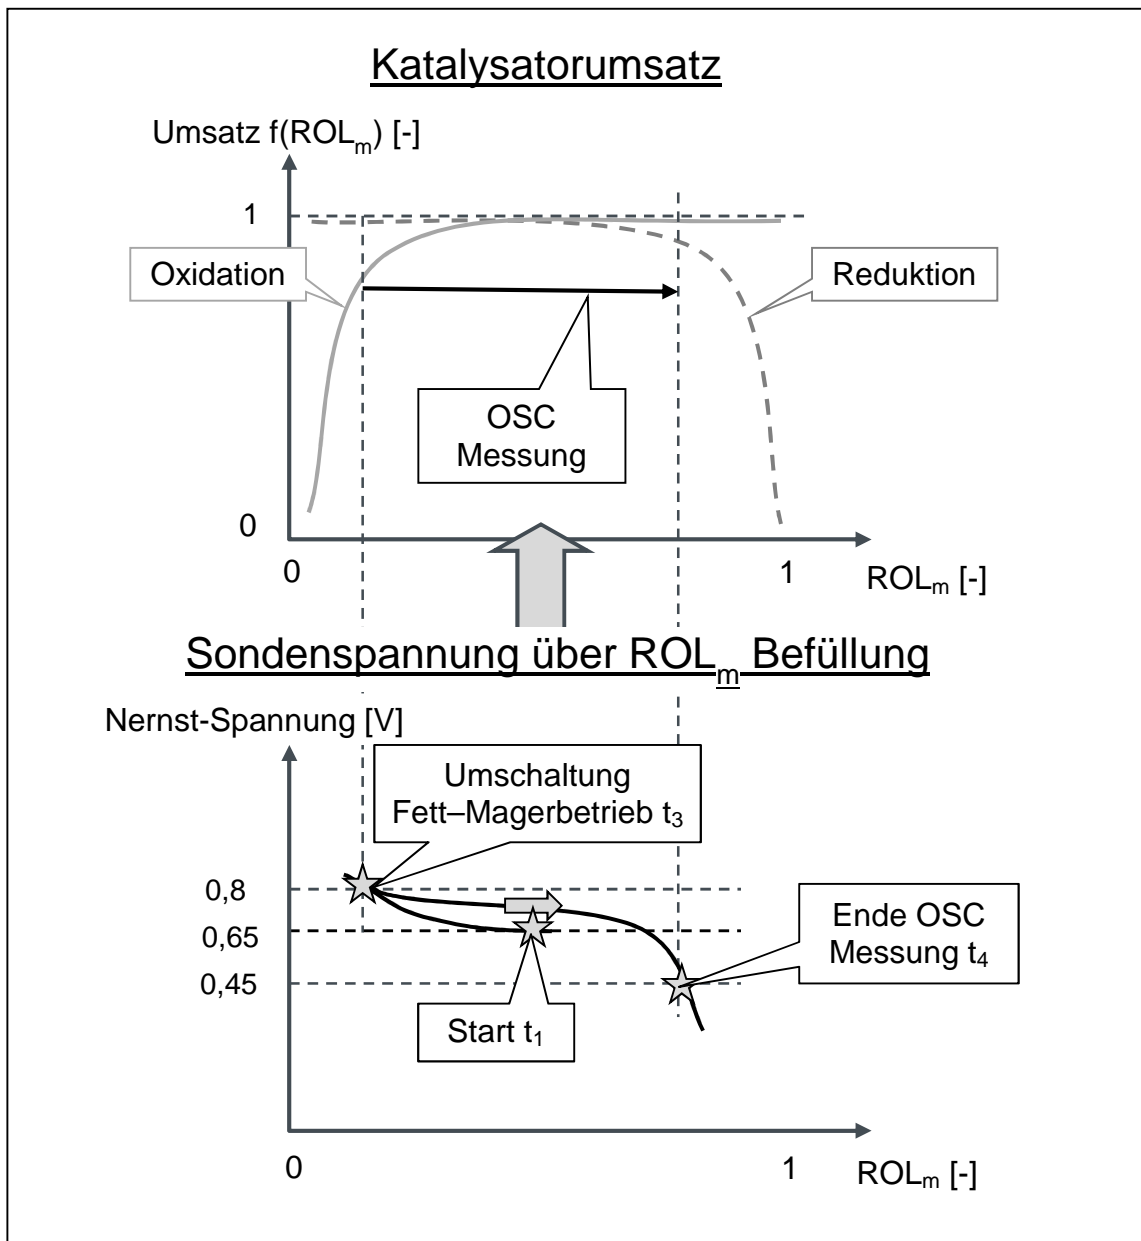 Katalysatorumsatz
Umsatz f(ROLm) [-]
1
Oxidation
Reduktion
OSC
Messung
0
0
1
ROLm [-]
Sondenspannung über ROLm Befüllung
Nernst-Spannung [V]
Umschaltung
Fett–Magerbetrieb t3
0,8
0,65
0,45
Ende OSC
Messung t4
Start t1
0
1
ROLm [-]